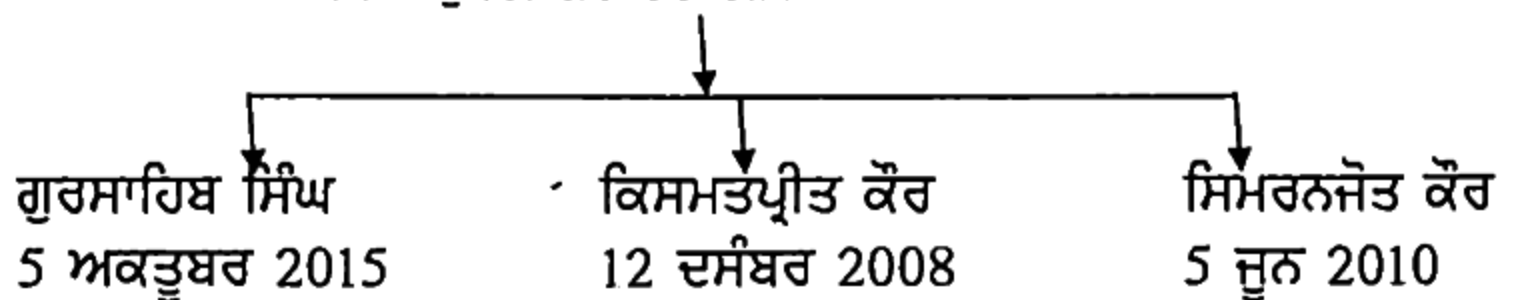 ਗੁਰਸਾਹਿਬ ਸਿੰਘ ਕਿਸਮਤਪ੍ਰੀਤ ਕੌਰ ਸਿਮਰਨਜੋਤ ਕੌਰ
5 ਅਕਤੂਬਰ 2015 12 ਦਸੰਬਰ 2008 5 ਜੂਨ 2010